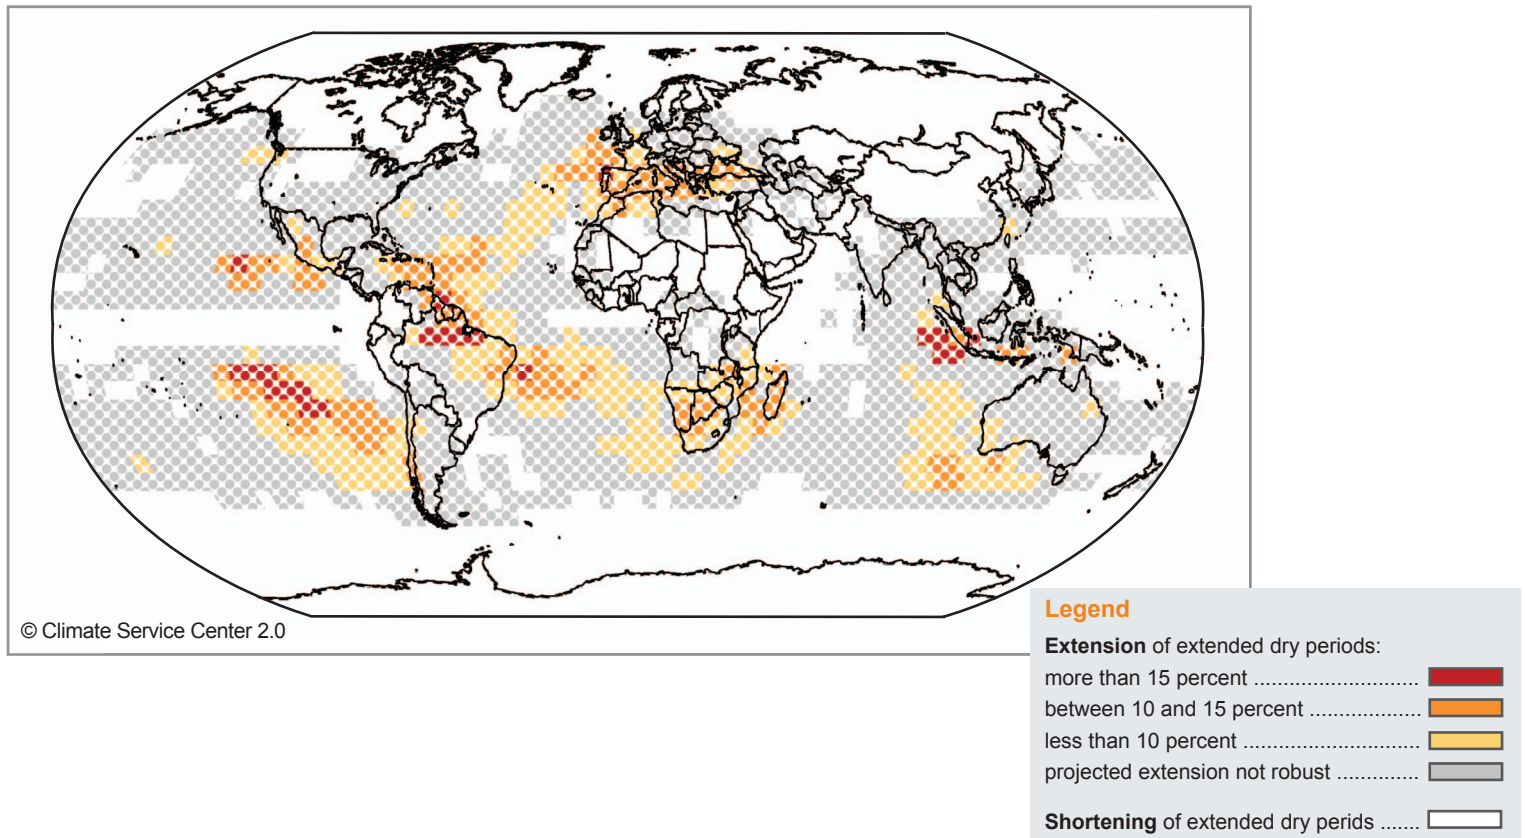 © Climate Service Center 2.0
Legend
Extension of extended dry periods:
more than 15 percent ............................
between 10 and 15 percent ...................
less than 10 percent ..............................
projected extension not robust ..............
Shortening of extended dry perids .......